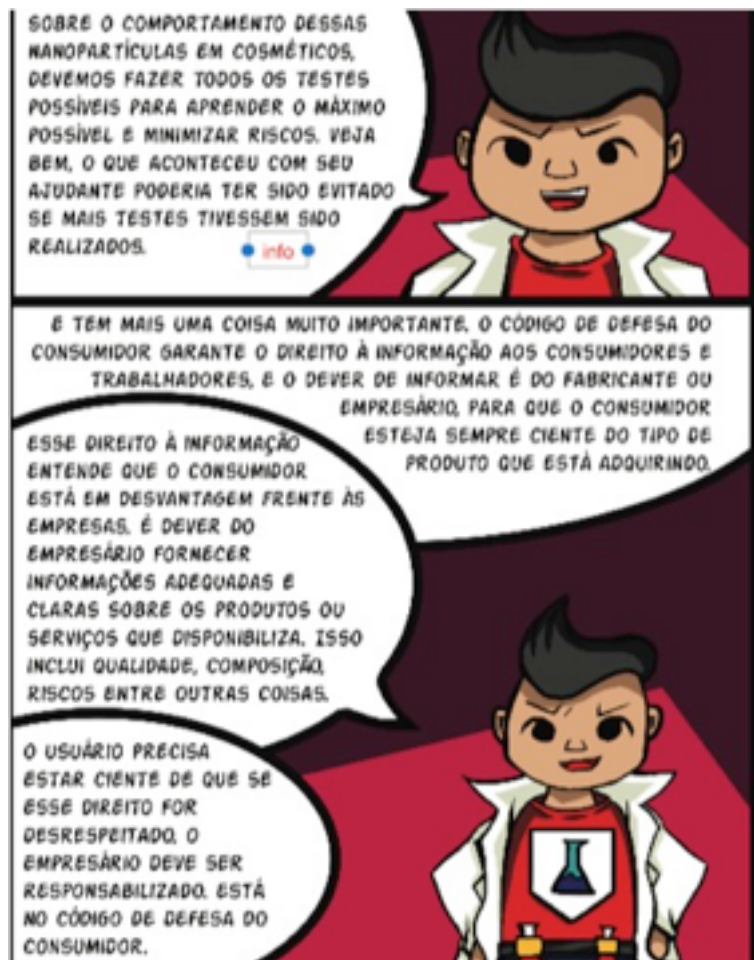 SOBRE O COMPORTAMENTO DESSAS
NANOPARTÍCULAS EM COSMÉTICOS,
DEVEMOS FAZER TODOS OS TESTES
POSSÍVEIS PARA APRENDER O MÁXIMO
POSSÍVEL E MINIMIZAR RISCOS. VEJA
BEM, O QUE ACONTECEU COM SEU
AJUDANTE PODERIA TER SIDO EVITADO
SE MAIS TESTES TIVESSEM SIDO
REALIZADOS.
info
E TEM MAIS UMA COISA MUITO IMPORTANTE. O CÓDIGO DE DEFESA DO
CONSUMIDOR GARANTE O DIREITO À INFORMAÇÃO AOS CONSUMIDORES E
TRABALHADORES, E O DEVER DE INFORMAR É DO FABRICANTE OU
EMPRESÁRIO, PARA QUE O CONSUMIDOR
ESTEJA SEMPRE CIENTE DO TIPO DE
PRODUTO QUE ESTÁ ADQUIRINDO.
ESSE DIREITO À INFORMAÇÃO
ENTENDE QUE O CONSUMIDOR
ESTÁ EM DESVANTAGEM FRENTE ÀS
EMPRESAS. É DEVER DO
EMPRESÁRIO FORNECER
INFORMAÇÕES ADEQUADAS E
CLARAS SOBRE OS PRODUTOS OU
SERVIÇOS QUE DISPONIBILIZA. ISSO
INCLUI QUALIDADE, COMPOSIÇÃO,
RISCOS ENTRE OUTRAS COISAS.
O USUÁRIO PRECISA
ESTAR CIENTE DE QUE SE
ESSE DIREITO FOR
DESRESPEITADO, O
EMPRESÁRIO DEVE SER
RESPONSABILIZADO. ESTÁ
NO CÓDIGO DE DEFESA DO
CONSUMIDOR.